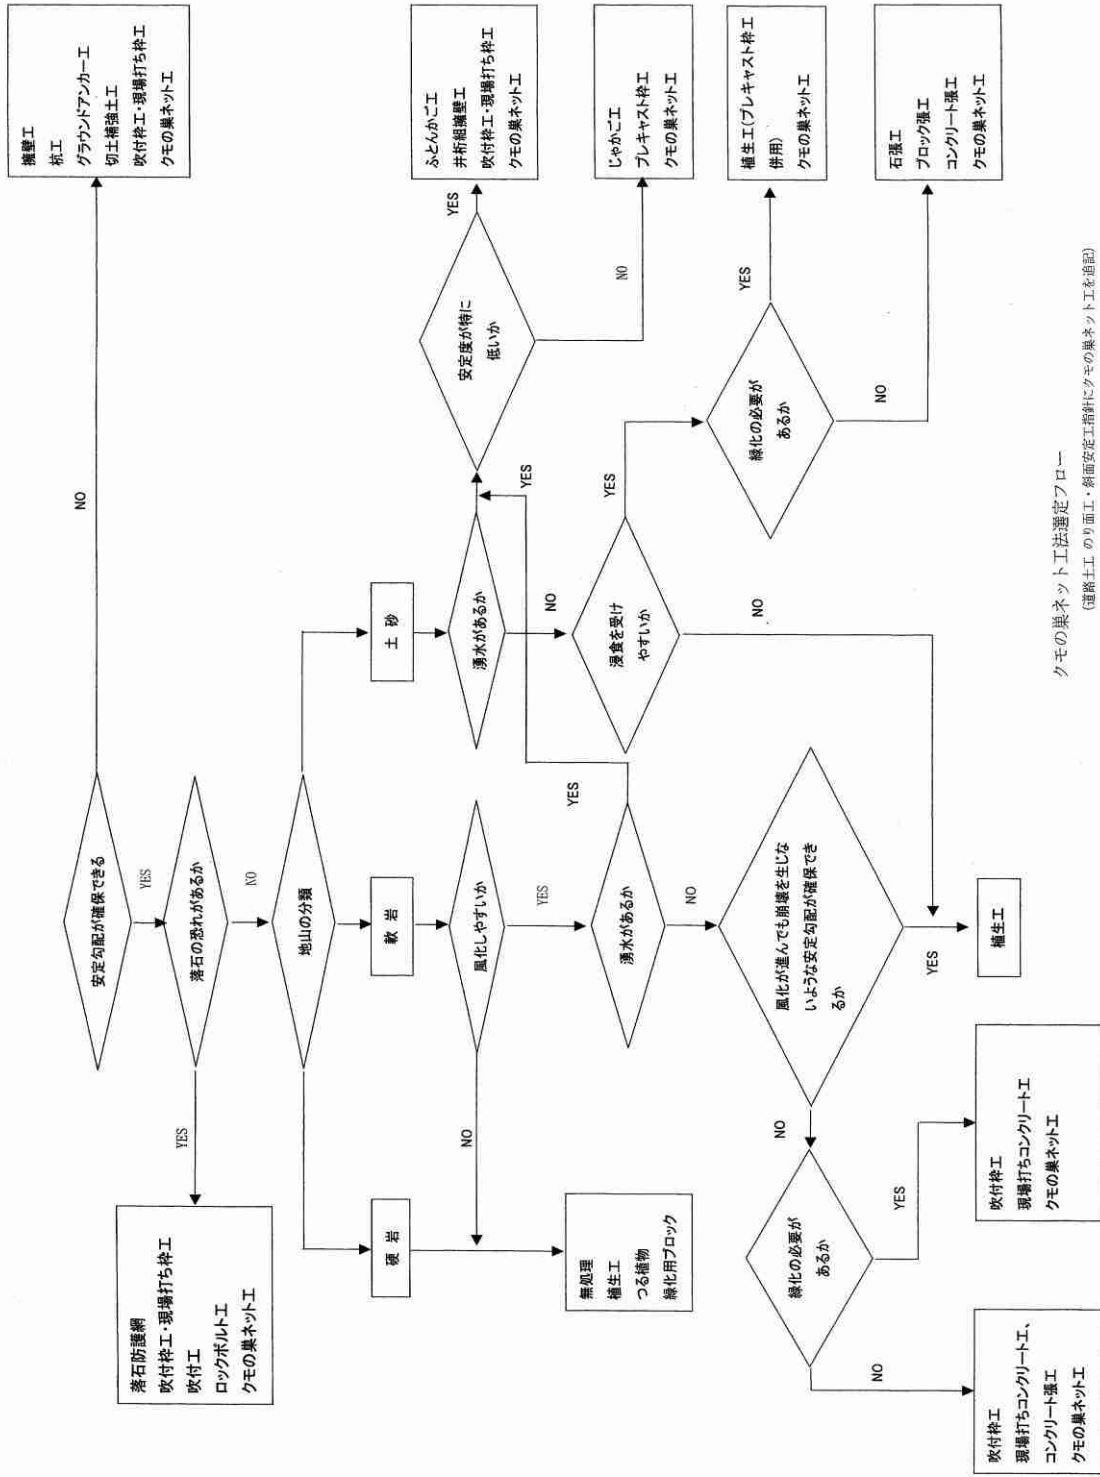 安定勾配が確保できる
NO
擁壁工
杭工
グラウンドアンカー工
切土補強土工
吹付枠工・現場打ち枠工
クモの巣ネット工
YES
落石の恐れがあるか
YES
落石防護網
吹付枠工・現場打ち枠工
吹付工
ロックボルト工
クモの巣ネット工
NO
地山の分類
硬 岩
軟 岩
土 砂
無処理
植生工
つる植物
緑化用ブロック
風化しやすいか
NO
YES
湧水があるか
YES
NO
湧水があるか
YES
NO
安定度が特に
低いか
YES
ふとんかご工
井桁組擁壁工
吹付枠工・現場打ち枠工
クモの巣ネット工
NO
じゃかご工
プレキャスト枠工
クモの巣ネット工
浸食を受け
やすいか
YES
NO
緑化の必要が
あるか
YES
植生工(プレキャスト枠工
併用)
クモの巣ネット工
NO
石張工
ブロック張工
コンクリート張工
クモの巣ネット工
風化が進んでも崩壊を生じな
いような安定勾配が確保でき
るか
YES
植生工
NO
緑化の必要が
あるか
YES
吹付枠工
現場打ちコンクリート工
クモの巣ネット工
NO
吹付枠工
現場打ちコンクリート工、
コンクリート張工
クモの巣ネット工
クモの巣ネット工法選定フロー
(道路土工 のり面工・斜面安定工指針にクモの巣ネット工を追記)